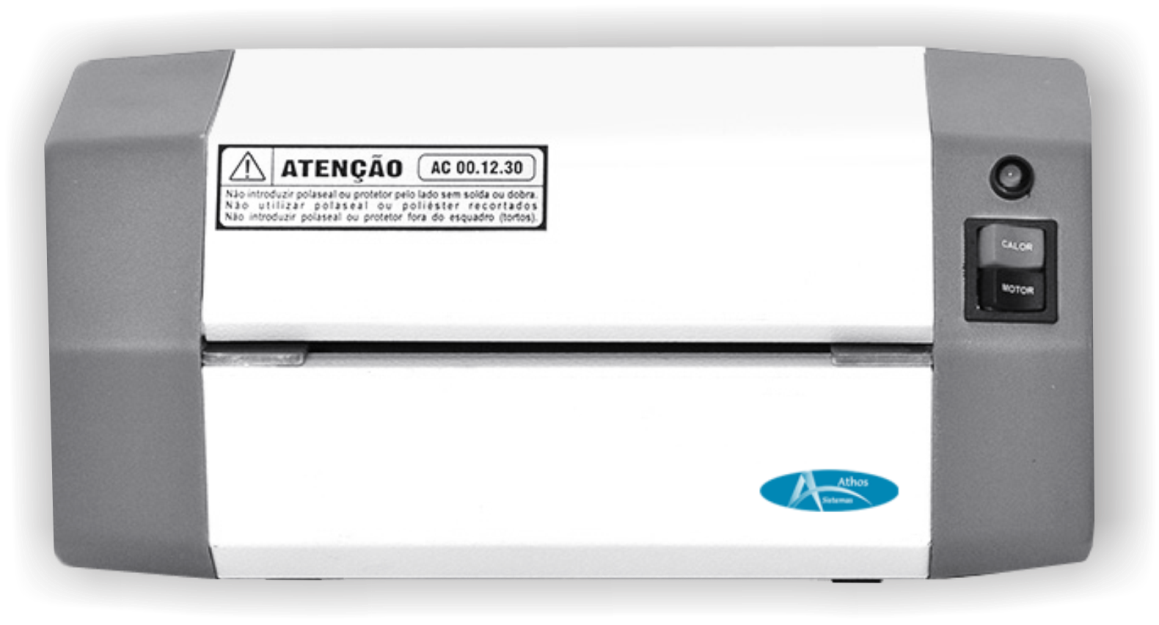 ATENÇÃO
AC 00.12.30
Não introduzir polaseal ou protetor pelo lado sem solda ou dobra.
Não utilizar polaseal ou poliéster recortados
Não introduzir polaseal ou protetor fora do esquadro (tortos).
CALOR
MOTOR
Athos
Sistemas